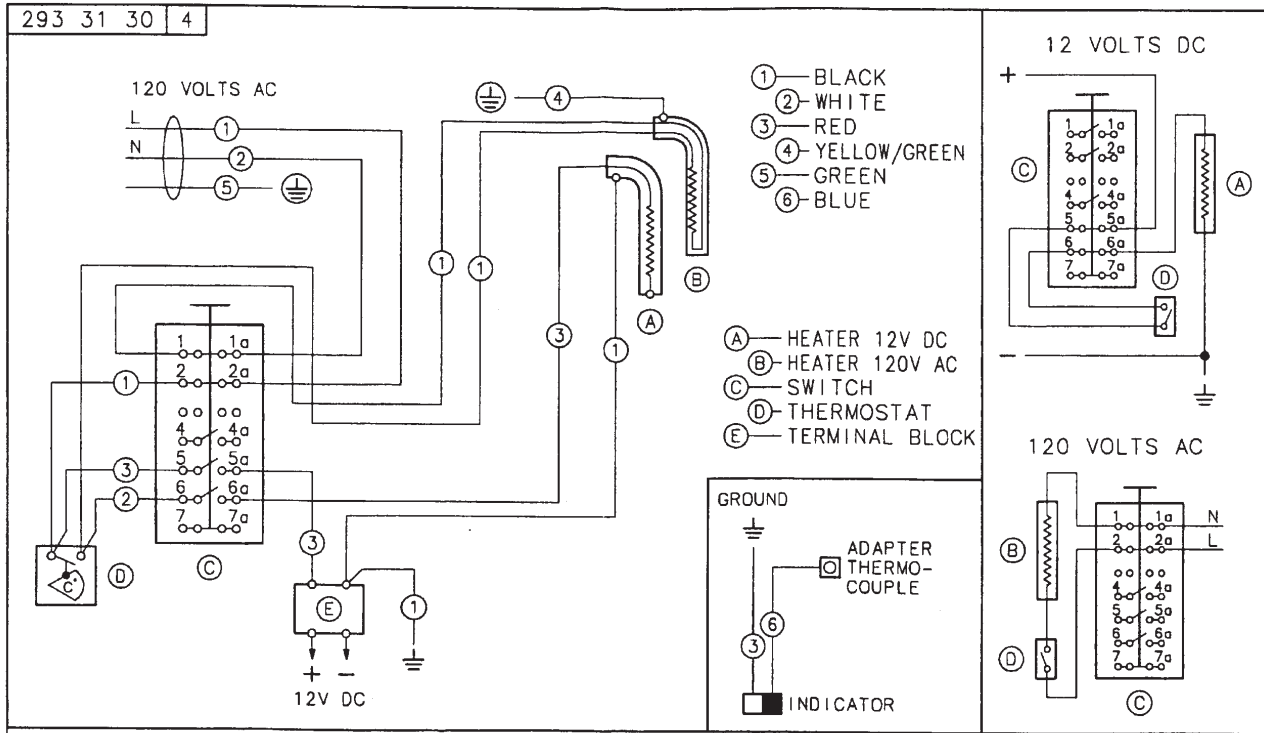 293 31 30 4
120 VOLTS AC
L
1
N
2
5
4
1 BLACK
2 WHITE
3 RED
4 YELLOW/GREEN
5 GREEN
6 BLUE
1
1
B
A
3
1
1 1a
2 2a
4 4a
5 5a
6 6a
7 7a
1
3
2
C°
D
C
3
E
1
+ −
12V DC
A HEATER 12V DC
B HEATER 120V AC
C SWITCH
D THERMOSTAT
E TERMINAL BLOCK
GROUND
ADAPTER
THERMO-
COUPLE
3
6
INDICATOR
12 VOLTS DC
+
1 1a
2 2a
4 4a
5 5a
6 6a
7 7a
C
A
D
−
120 VOLTS AC
1 1a N
2 2a L
4 4a
5 5a
6 6a
7 7a
B
D
C